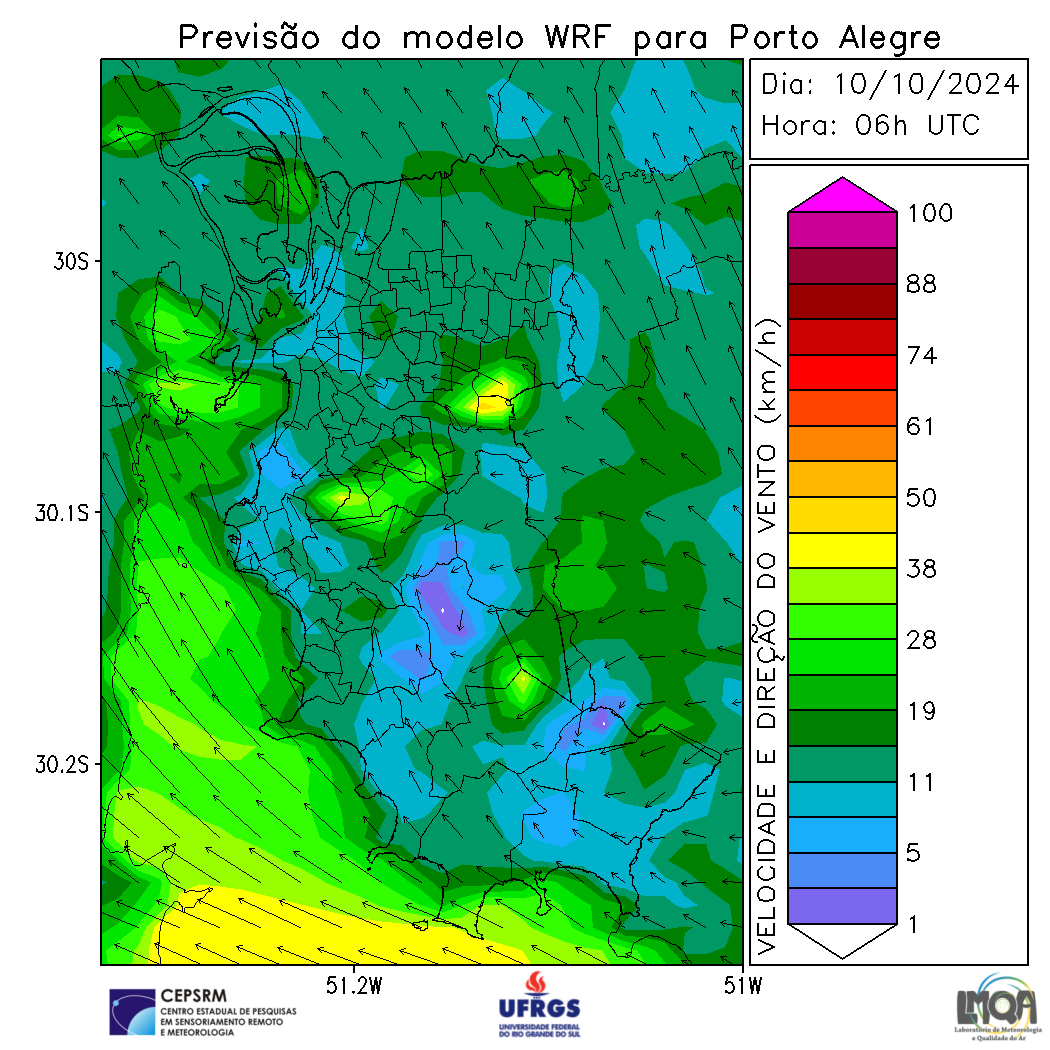 Previsão do modelo WRF para Porto Alegre
Dia: 10/10/2024
Hora: 06h UTC
30S
30.1S
30.2S
51.2W
51W
VELOCIDADE E DIREÇÃO DO VENTO (km/h)
100
88
74
61
50
38
28
19
11
5
1
CEPSRM
CENTRO ESTADUAL DE PESQUISAS
EM SENSORIAMENTO REMOTO
E METEOROLOGIA
UFRGS
UNIVERSIDADE FEDERAL
DO RIO GRANDE DO SUL
LMQA
Laboratório de Meteorologia
e Qualidade do Ar